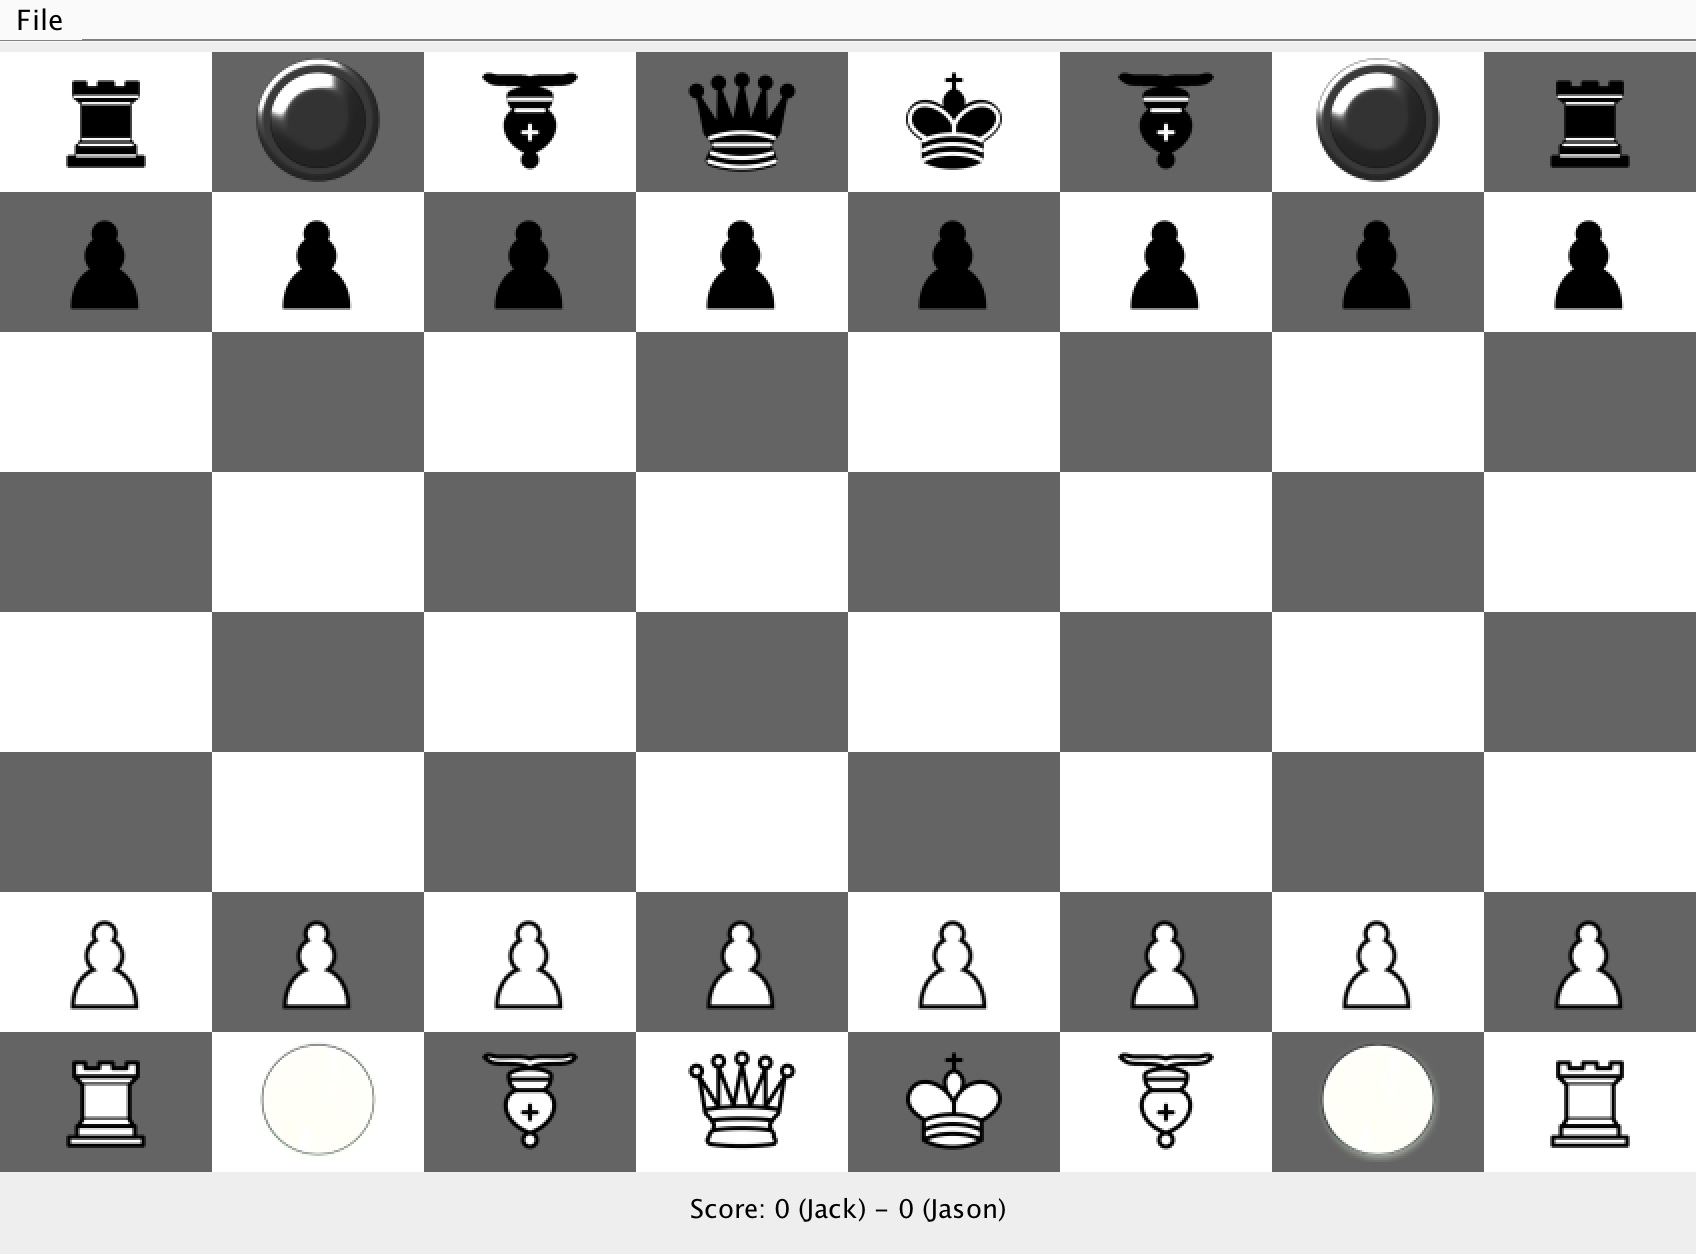 File
Score: 0 (Jack) – 0 (Jason)